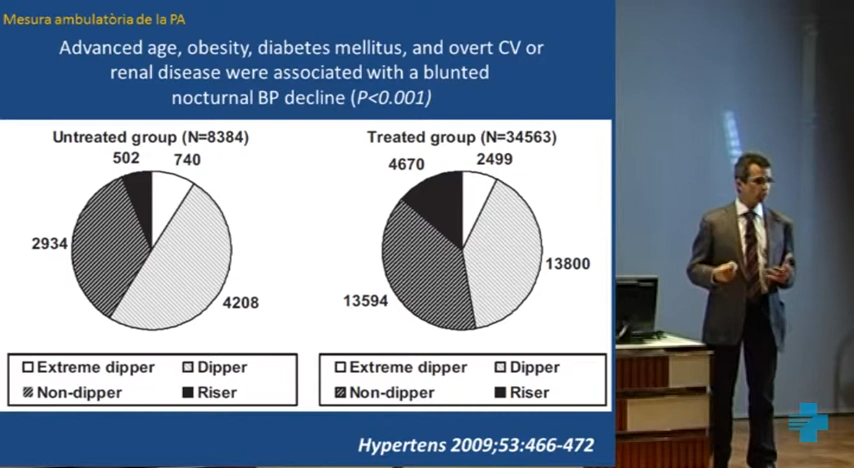 Mesura ambulatòria de la PA
Advanced age, obesity, diabetes mellitus, and overt CV or
renal disease were associated with a blunted
nocturnal BP decline (P<0.001)
Untreated group (N=8384)
502
740
2934
4208
Extreme dipper
Dipper
Non-dipper
Riser
Treated group (N=34563)
4670
2499
13594
13800
Extreme dipper
Dipper
Non-dipper
Riser
Hypertens 2009;53:466-472